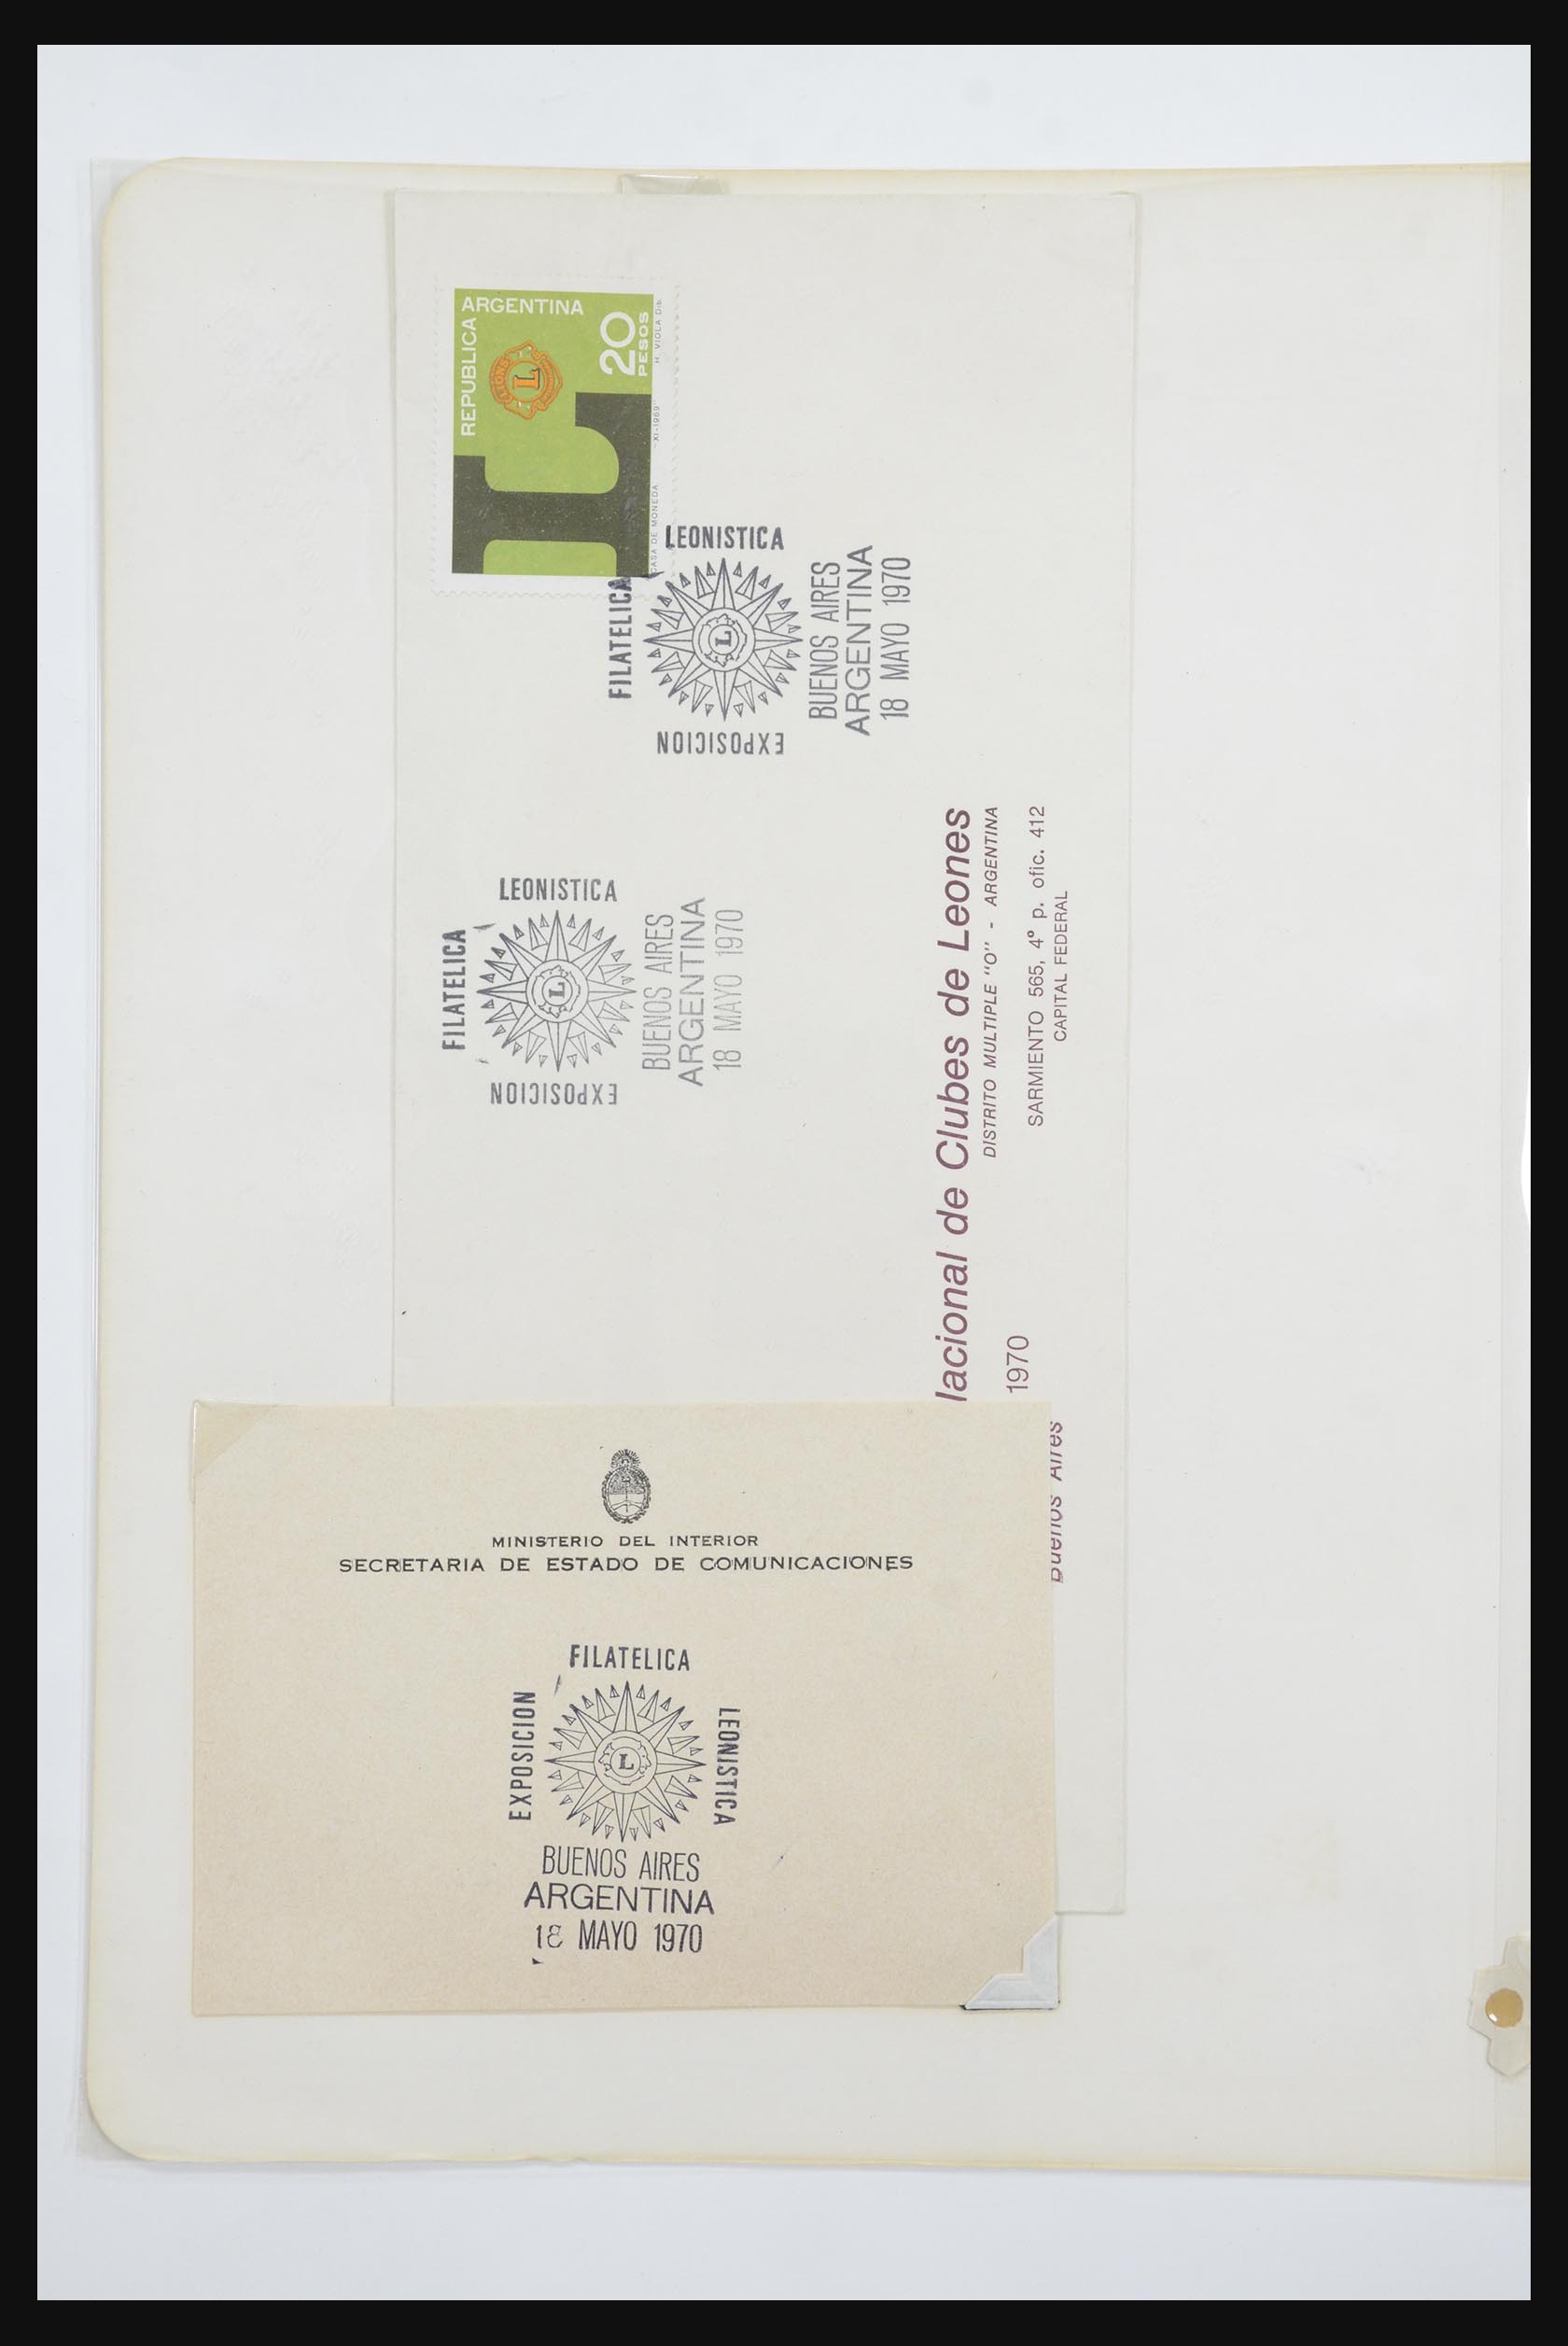 REPUBLICA
ARGENTINA
LIONS
L
20
PESOS
H. VIOLA Dib.
XI-1969
CASA DE MONEDA
EXPOSICION
FILATELICA
LEONISTICA
L
BUENOS AIRES
ARGENTINA
18 MAYO 1970
EXPOSICION
FILATELICA
LEONISTICA
L
BUENOS AIRES
ARGENTINA
18 MAYO 1970
lacional de Clubes de Leones
DISTRITO MULTIPLE "O" - ARGENTINA
1970
SARMIENTO 565, 4º p. ofic. 412
CAPITAL FEDERAL
Buenos Aires
MINISTERIO DEL INTERIOR
SECRETARIA DE ESTADO DE COMUNICACIONES
EXPOSICION
FILATELICA
LEONISTICA
L
BUENOS AIRES
ARGENTINA
18 MAYO 1970